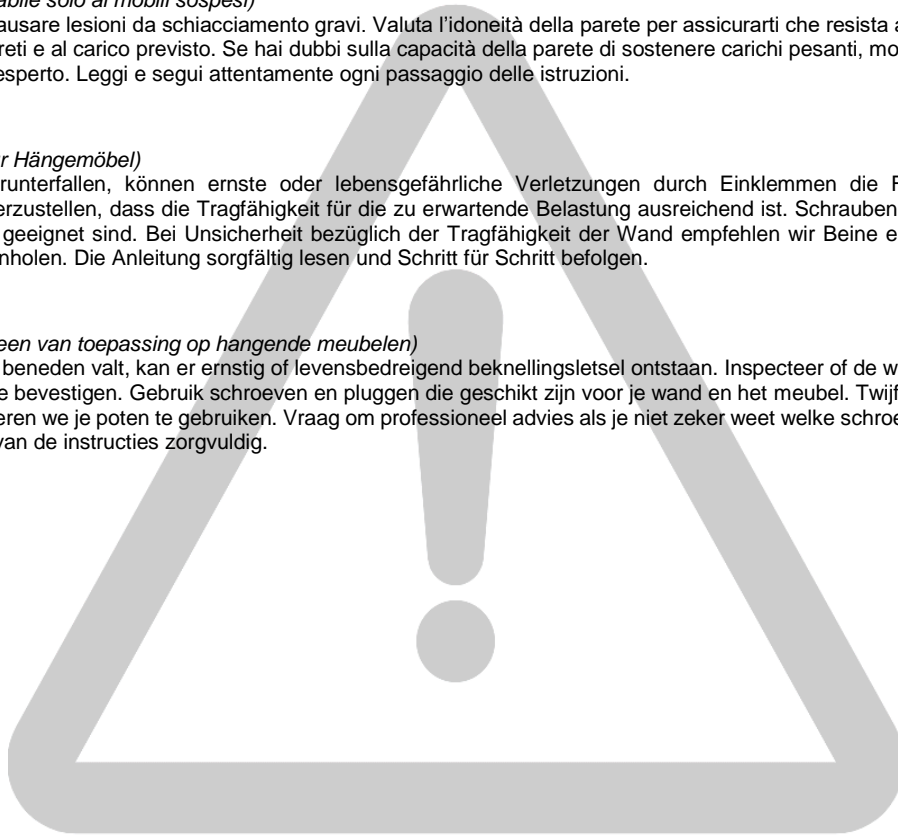 solo ai mobili sospesi)
ausare lesioni da schiacciamento gravi. Valuta l’idoneità della parete per assicurarti che resista
reti e al carico previsto. Se hai dubbi sulla capacità della parete di sostenere carichi pesanti,
esperto. Leggi e segui attentamente ogni passaggio delle istruzioni.
r Hängemöbel)
runterfallen, können ernste oder lebensgefährliche Verletzungen durch Einklemmen die
erzustellen, dass die Tragfähigkeit für die zu erwartende Belastung ausreichend ist. Schrauben
geeignet sind. Bei Unsicherheit bezüglich der Tragfähigkeit der Wand empfehlen wir Beine
nholen. Die Anleitung sorgfältig lesen und Schritt für Schritt befolgen.
een van toepassing op hangende meubelen)
beneden valt, kan er ernstig of levensbedreigend beknellingsletsel ontstaan. Inspecteer of de
e bevestigen. Gebruik schroeven en pluggen die geschikt zijn voor je wand en het meubel.
eren we je poten te gebruiken. Vraag om professioneel advies als je niet zeker weet welke
van de instructies zorgvuldig.